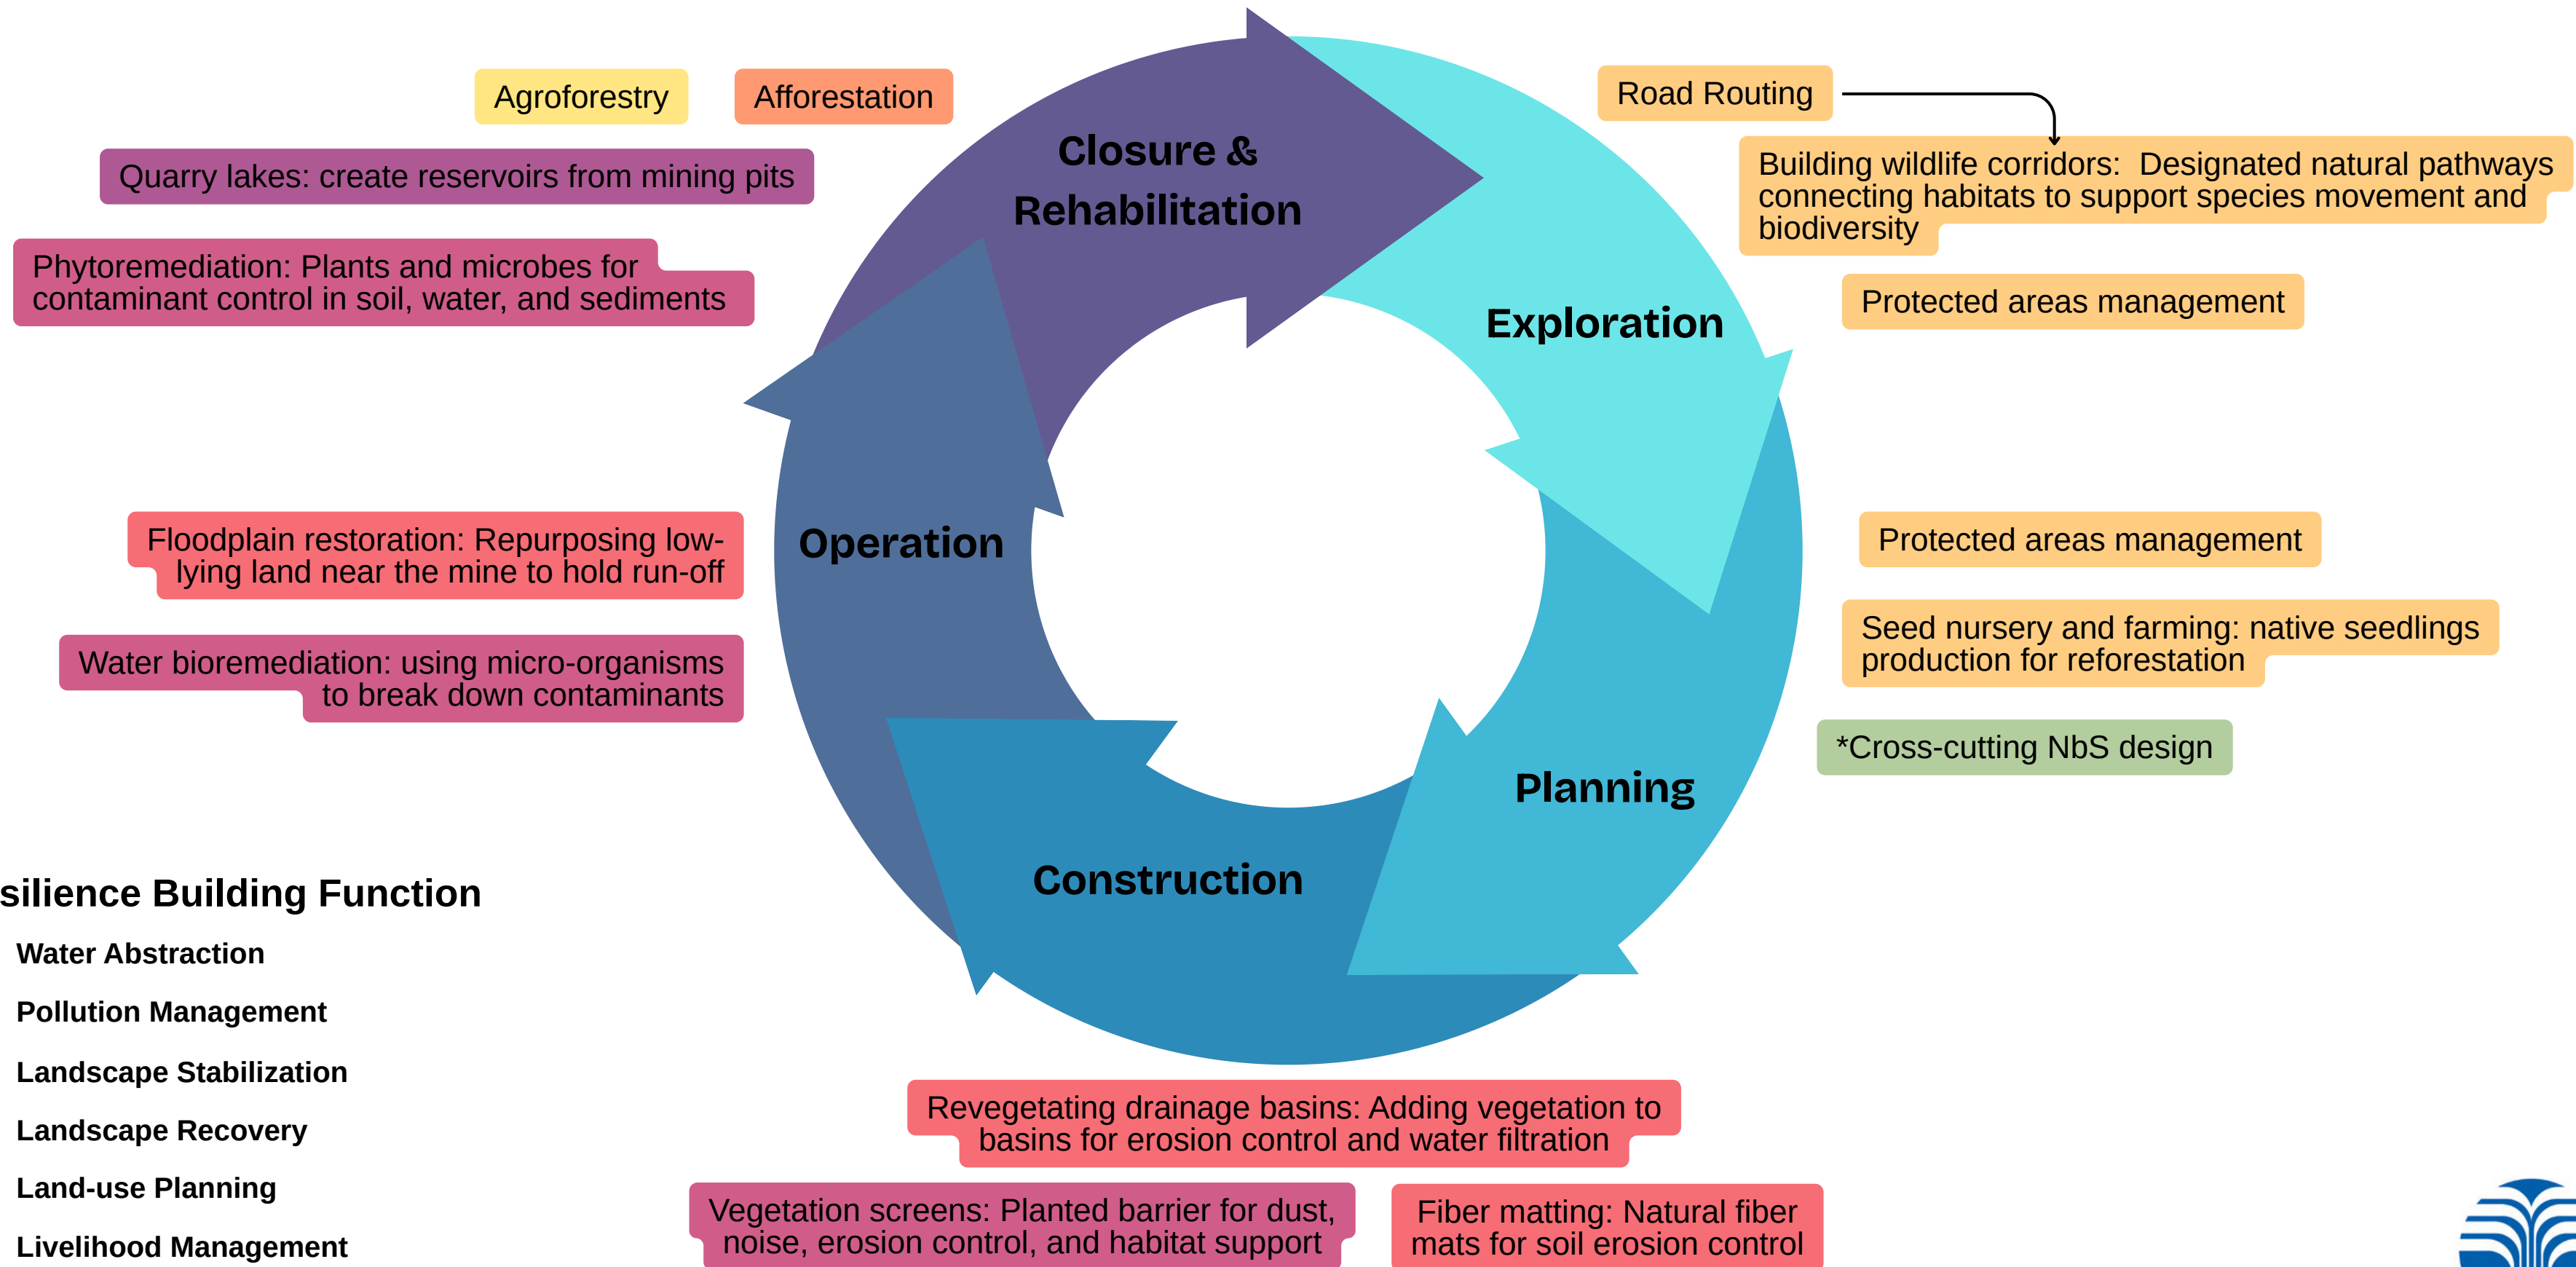 Agroforestry
Afforestation
Quarry lakes: create reservoirs from mining pits
Phytoremediation: Plants and microbes for
contaminant control in soil, water, and sediments
Closure &
Rehabilitation
Road Routing
Building wildlife corridors:  Designated natural pathways
connecting habitats to support species movement and
biodiversity
Protected areas management
Exploration
Floodplain restoration: Repurposing low-
lying land near the mine to hold run-off
Water bioremediation: using micro-organisms
to break down contaminants
Operation
Protected areas management
Seed nursery and farming: native seedlings
production for reforestation
*Cross-cutting NbS design
Planning
Construction
silience Building Function
Water Abstraction
Pollution Management
Landscape Stabilization
Landscape Recovery
Land-use Planning
Livelihood Management
Revegetating drainage basins: Adding vegetation to
basins for erosion control and water filtration
Vegetation screens: Planted barrier for dust,
noise, erosion control, and habitat support
Fiber matting: Natural fiber
mats for soil erosion control